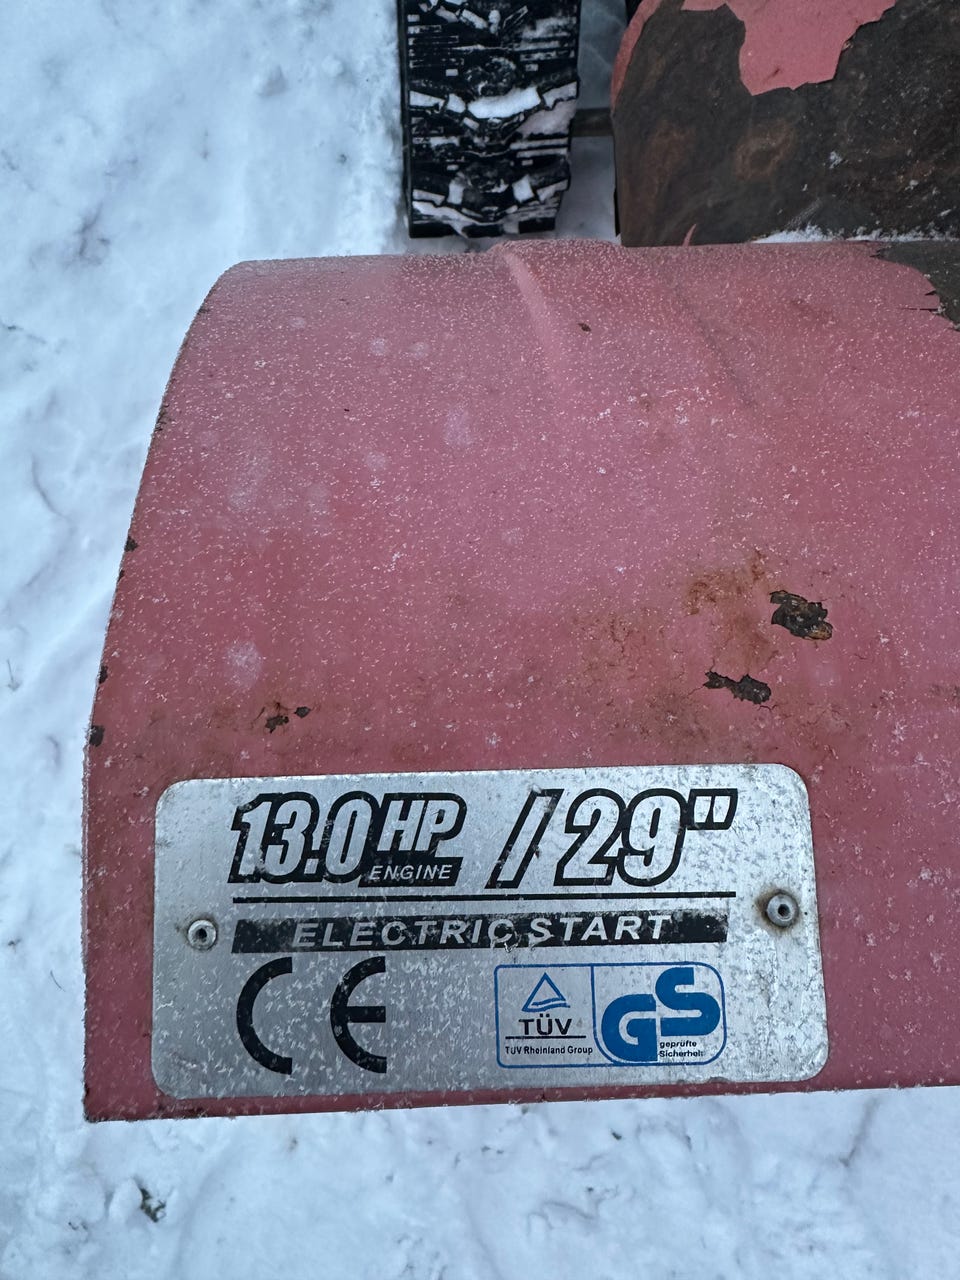 13.0 HP ENGINE / 29"
ELECTRIC START
CE
TÜV
TÜV Rheinland Group
GS
geprüfte
Sicherheit